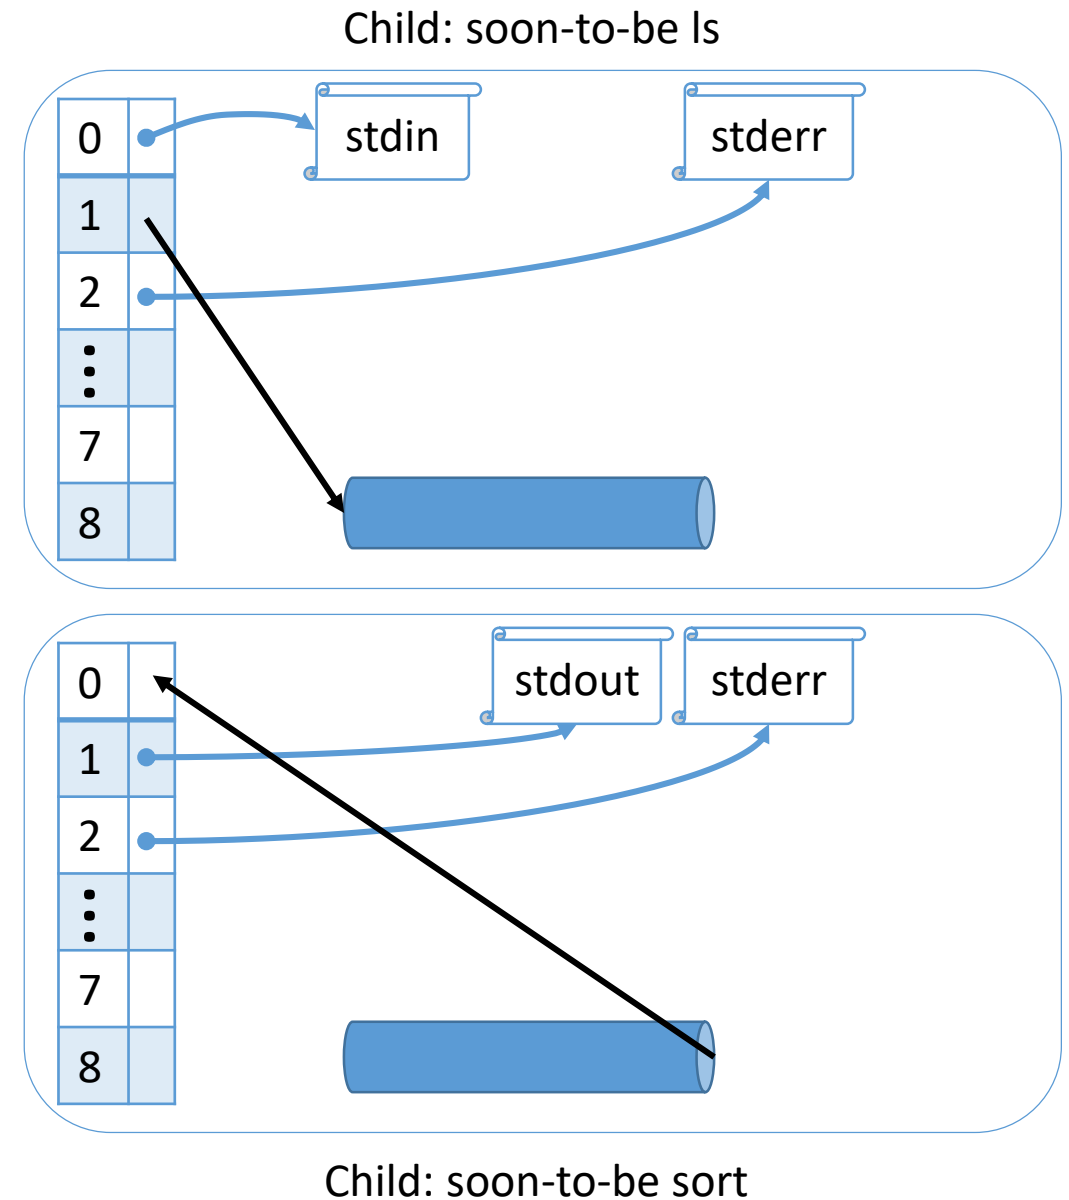 Child: soon-to-be ls
0
stdin
stderr
1
2
⋮
7
8
0
stdout
stderr
1
2
⋮
7
8
Child: soon-to-be sort